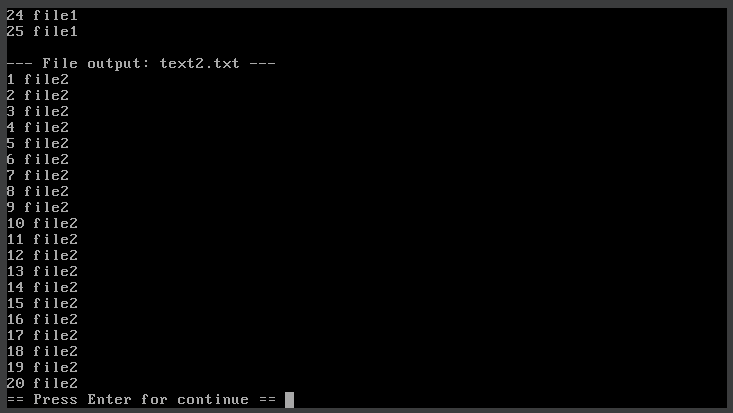 24 file1
25 file1

--- File output: text2.txt ---
1 file2
2 file2
3 file2
4 file2
5 file2
6 file2
7 file2
8 file2
9 file2
10 file2
11 file2
12 file2
13 file2
14 file2
15 file2
16 file2
17 file2
18 file2
19 file2
20 file2
== Press Enter for continue ==